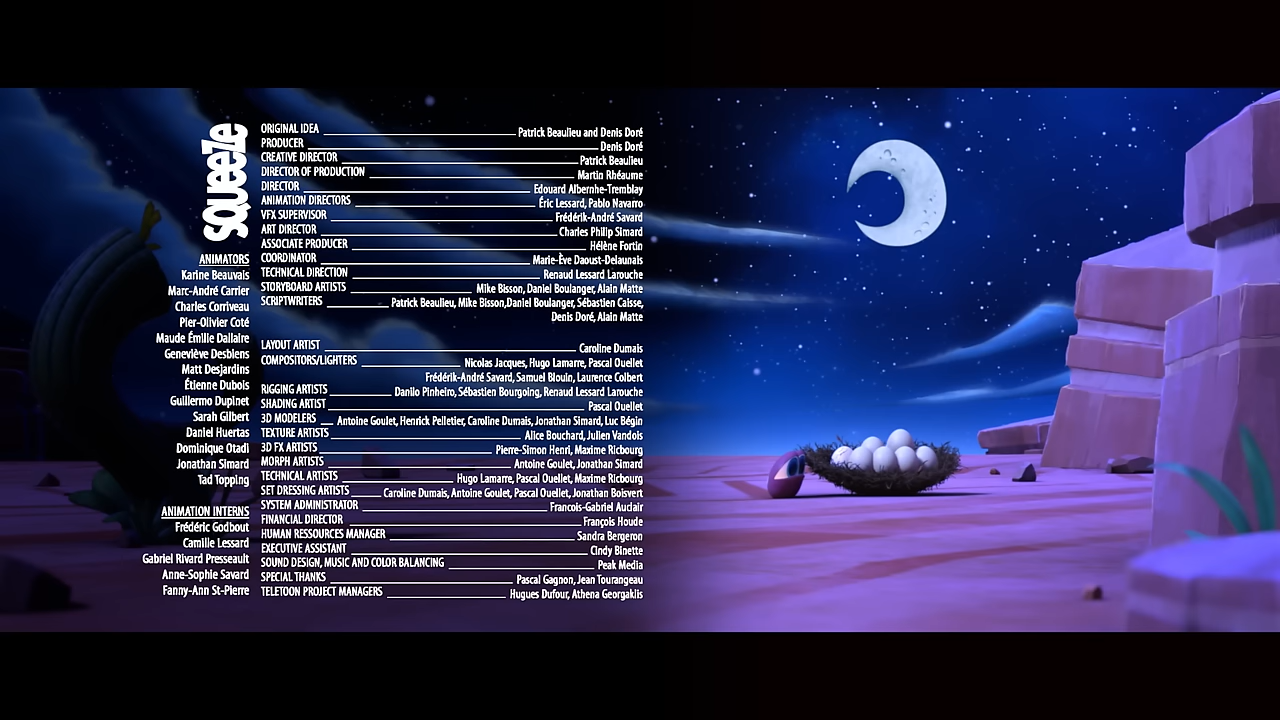 squeeze
ANIMATORS
Karine Beauvais
Marc-André Carrier
Charles Corriveau
Pier-Olivier Coté
Maude Émilie Dallaire
Geneviève Desbiens
Matt Desjardins
Étienne Dubois
Guillermo Dupinet
Sarah Gilbert
Daniel Huertas
Dominique Otadi
Jonathan Simard
Tad Topping
ANIMATION INTERNS
Frédéric Godbout
Camille Lessard
Gabriel Rivard Presseault
Anne-Sophie Savard
Fanny-Ann St-Pierre
ORIGINAL IDEA Patrick Beaulieu and Denis Doré
PRODUCER Denis Doré
CREATIVE DIRECTOR Patrick Beaulieu
DIRECTOR OF PRODUCTION Martin Rhéaume
DIRECTOR Edouard Albernhe-Tremblay
ANIMATION DIRECTORS Éric Lessard, Pablo Navarro
VFX SUPERVISOR Frédérik-André Savard
ART DIRECTOR Charles Philip Simard
ASSOCIATE PRODUCER Hélène Fortin
COORDINATOR Marie-Ève Daoust-Delaunais
TECHNICAL DIRECTION Renaud Lessard Larouche
STORYBOARD ARTISTS Mike Bisson, Daniel Boulanger, Alain Matte
SCRIPTWRITERS Patrick Beaulieu, Mike Bisson,Daniel Boulanger, Sébastien Caisse,
Denis Doré, Alain Matte
LAYOUT ARTIST Caroline Dumais
COMPOSITORS/LIGHTERS Nicolas Jacques, Hugo Lamarre, Pascal Ouellet
Frédérik-André Savard, Samuel Blouin, Laurence Colbert
RIGGING ARTISTS Danilo Pinheiro, Sébastien Bourgoing, Renaud Lessard Larouche
SHADING ARTIST Pascal Ouellet
3D MODELERS Antoine Goulet, Henrick Pelletier, Caroline Dumais, Jonathan Simard, Luc Bégin
TEXTURE ARTISTS Alice Bouchard, Julien Vandois
3D FX ARTISTS Pierre-Simon Henri, Maxime Ricbourg
MORPH ARTISTS Antoine Goulet, Jonathan Simard
TECHNICAL ARTISTS Hugo Lamarre, Pascal Ouellet, Maxime Ricbourg
SET DRESSING ARTISTS Caroline Dumais, Antoine Goulet, Pascal Ouellet, Jonathan Boisvert
SYSTEM ADMINISTRATOR Francois-Gabriel Auclair
FINANCIAL DIRECTOR François Houde
HUMAN RESSOURCES MANAGER Sandra Bergeron
EXECUTIVE ASSISTANT Cindy Binette
SOUND DESIGN, MUSIC AND COLOR BALANCING Peak Media
SPECIAL THANKS Pascal Gagnon, Jean Tourangeau
TELETOON PROJECT MANAGERS Hugues Dufour, Athena Georgaklis